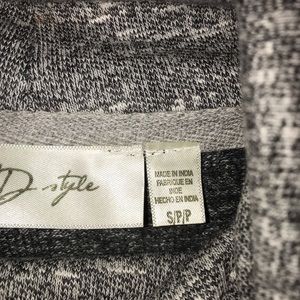 D style
MADE IN INDIA
FABRIQUE EN
INDE
HECHO EN INDIA
S/P/P